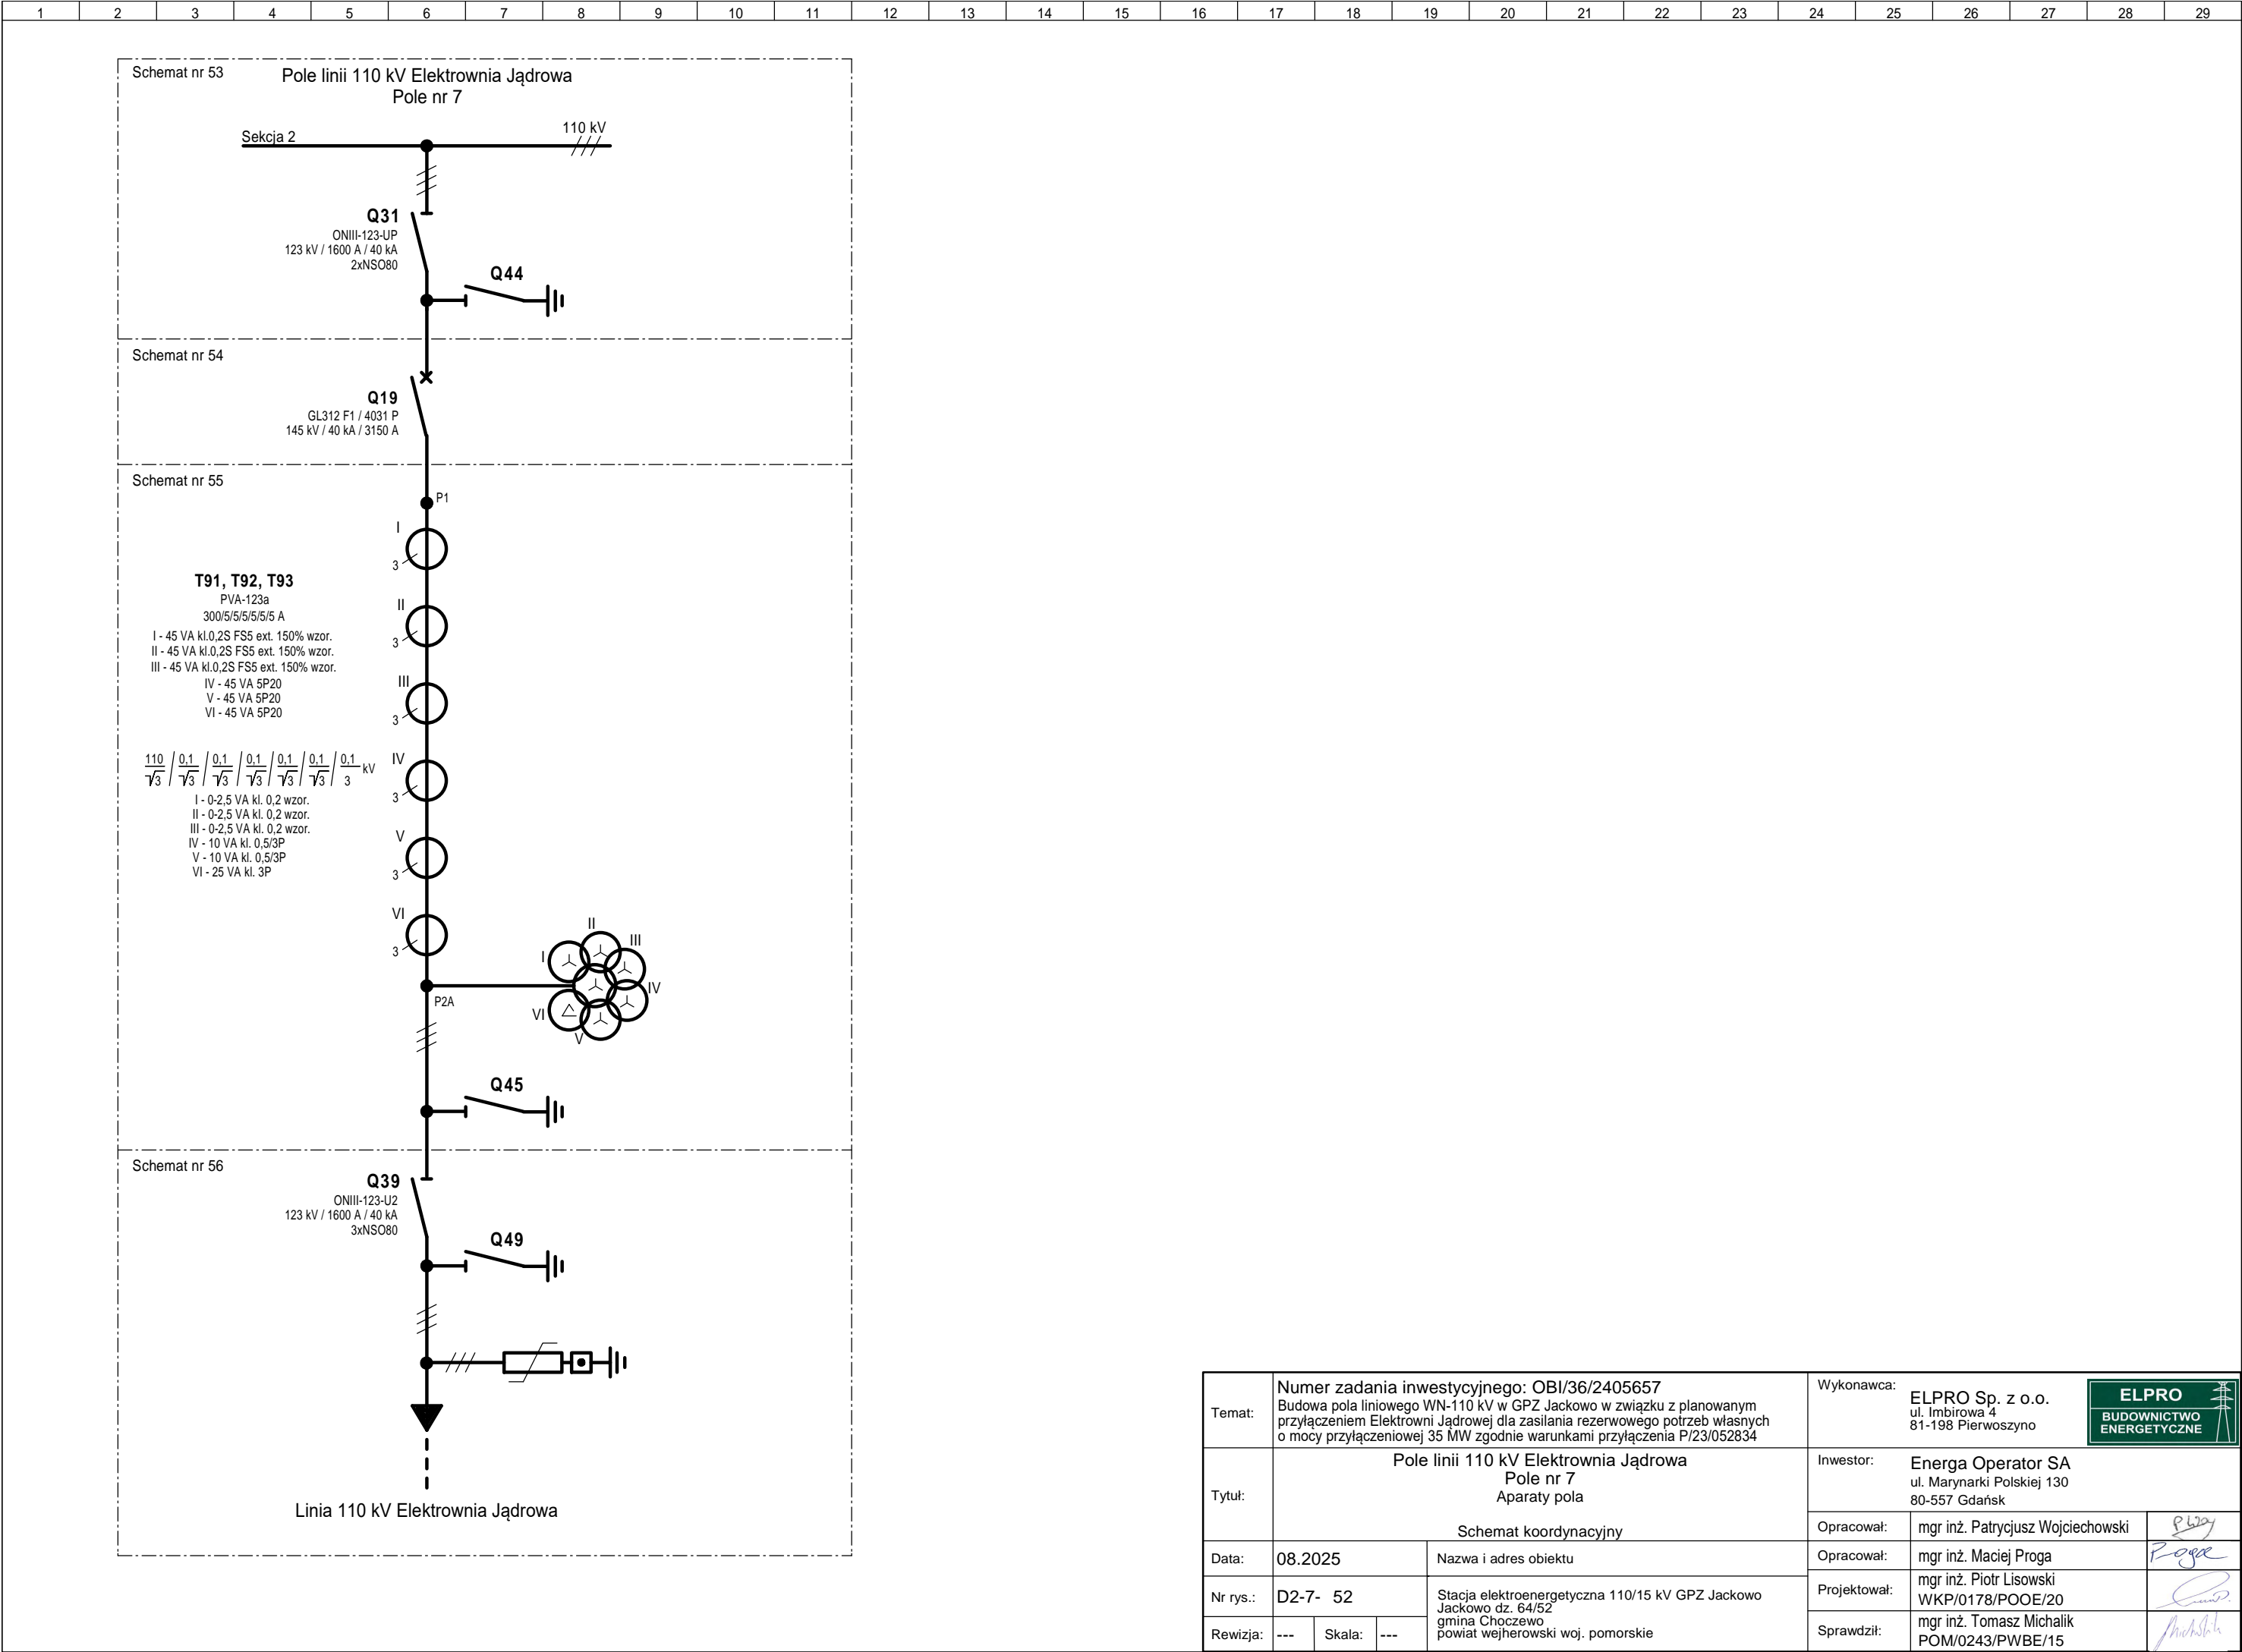 1 2 3 4 5 6 7 8 9 10 11 12 13 14 15 16 17 18 19 20 21 22 23 24 25 26 27 28 29
Schemat nr 53
Pole linii 110 kV Elektrownia Jądrowa
Pole nr 7
Sekcja 2
110 kV
Q31
ONIII-123-UP
123 kV / 1600 A / 40 kA
2xNSO80
Q44
Schemat nr 54
Q19
GL312 F1 / 4031 P
145 kV / 40 kA / 3150 A
Schemat nr 55
P1
I
3
II
3
III
3
IV
3
V
3
VI
3
T91, T92, T93
PVA-123a
300/5/5/5/5/5/5 A
I - 45 VA kl.0,2S FS5 ext. 150% wzor.
II - 45 VA kl.0,2S FS5 ext. 150% wzor.
III - 45 VA kl.0,2S FS5 ext. 150% wzor.
IV - 45 VA 5P20
V - 45 VA 5P20
VI - 45 VA 5P20
110/√3 / 0,1/√3 / 0,1/√3 / 0,1/√3 / 0,1/√3 / 0,1/√3 / 0,1/3 kV
I - 0-2,5 VA kl. 0,2 wzor.
II - 0-2,5 VA kl. 0,2 wzor.
III - 0-2,5 VA kl. 0,2 wzor.
IV - 10 VA kl. 0,5/3P
V - 10 VA kl. 0,5/3P
VI - 25 VA kl. 3P
I
II
III
IV
V
VI
P2A
Q45
Schemat nr 56
Q39
ONIII-123-U2
123 kV / 1600 A / 40 kA
3xNSO80
Q49
Linia 110 kV Elektrownia Jądrowa
Temat:
Numer zadania inwestycyjnego: OBI/36/2405657
Budowa pola liniowego WN-110 kV w GPZ Jackowo w związku z planowanym
przyłączeniem Elektrowni Jądrowej dla zasilania rezerwowego potrzeb własnych
o mocy przyłączeniowej 35 MW zgodnie warunkami przyłączenia P/23/052834
Tytuł:
Pole linii 110 kV Elektrownia Jądrowa
Pole nr 7
Aparaty pola
Schemat koordynacyjny
Data: 08.2025
Nazwa i adres obiektu
Nr rys.: D2-7- 52
Stacja elektroenergetyczna 110/15 kV GPZ Jackowo
Jackowo dz. 64/52
gmina Choczewo
powiat wejherowski woj. pomorskie
Rewizja: --- Skala: ---
Wykonawca:
ELPRO Sp. z o.o.
ul. Imbirowa 4
81-198 Pierwoszyno
ELPRO
BUDOWNICTWO
ENERGETYCZNE
Inwestor:
Energa Operator SA
ul. Marynarki Polskiej 130
80-557 Gdańsk
Opracował: mgr inż. Patrycjusz Wojciechowski
Opracował: mgr inż. Maciej Proga
Proga
Projektował: mgr inż. Piotr Lisowski
WKP/0178/POOE/20
Sprawdził: mgr inż. Tomasz Michalik
POM/0243/PWBE/15